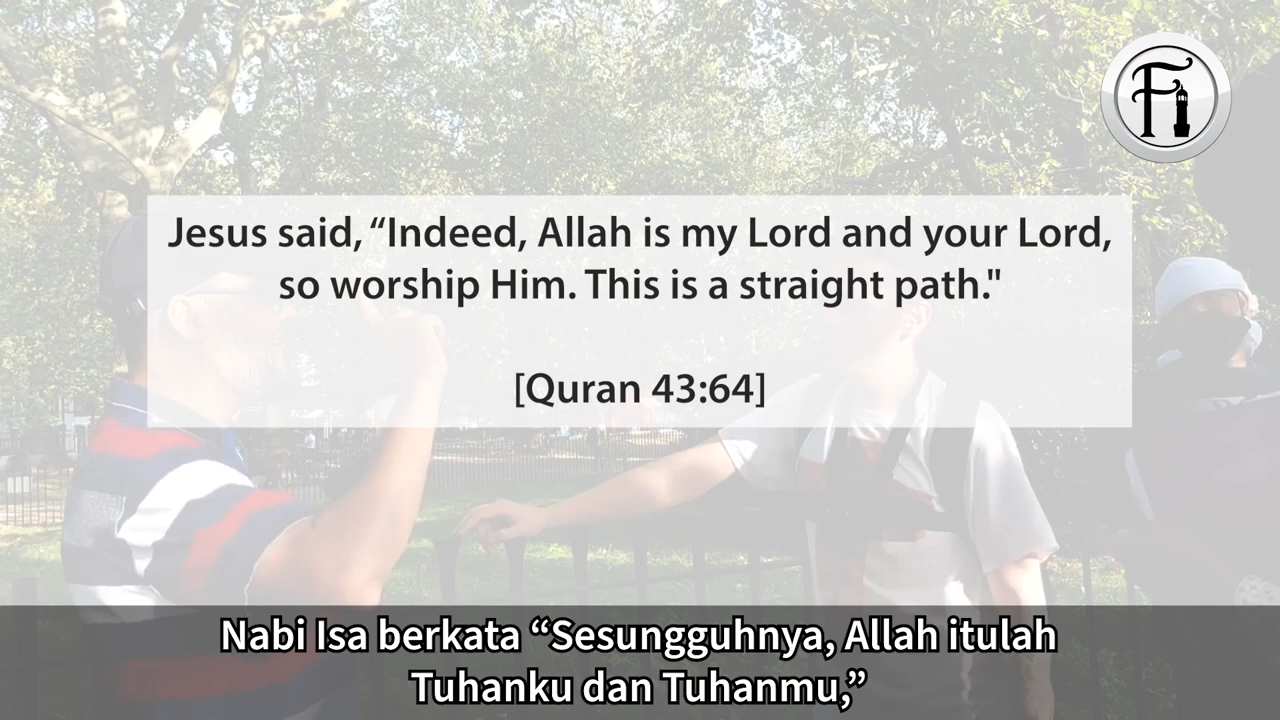 Fi
Jesus said, “Indeed, Allah is my Lord and your Lord,
so worship Him. This is a straight path."
[Quran 43:64]
Nabi Isa berkata “Sesungguhnya, Allah itulah
Tuhanku dan Tuhanmu,”